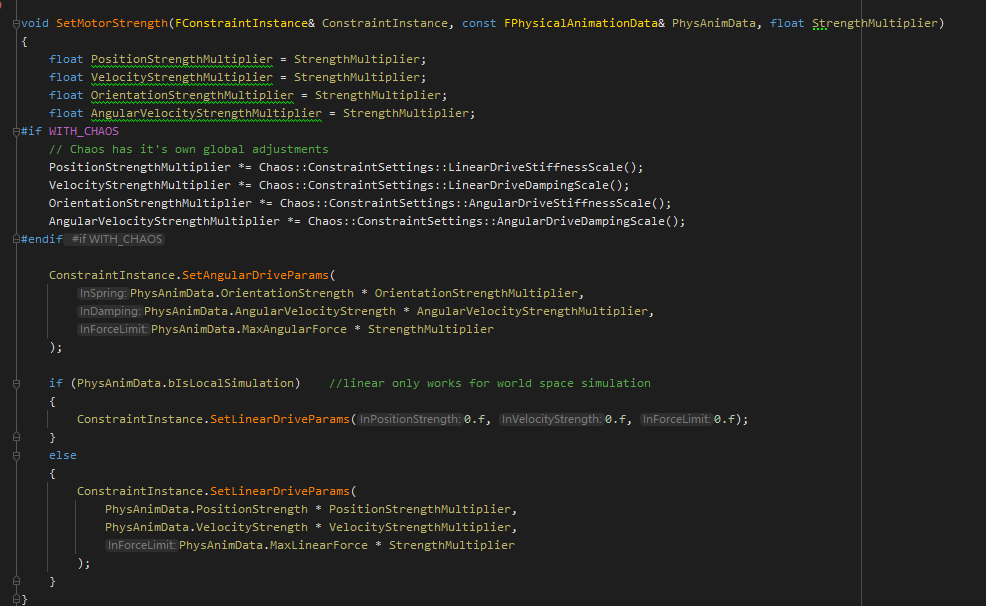 void SetMotorStrength(FConstraintInstance& ConstraintInstance, const FPhysicalAnimationData& PhysAnimData, float StrengthMultiplier)
{
    float PositionStrengthMultiplier = StrengthMultiplier;
    float VelocityStrengthMultiplier = StrengthMultiplier;
    float OrientationStrengthMultiplier = StrengthMultiplier;
    float AngularVelocityStrengthMultiplier = StrengthMultiplier;
#if WITH_CHAOS
    // Chaos has it's own global adjustments
    PositionStrengthMultiplier *= Chaos::ConstraintSettings::LinearDriveStiffnessScale();
    VelocityStrengthMultiplier *= Chaos::ConstraintSettings::LinearDriveDampingScale();
    OrientationStrengthMultiplier *= Chaos::ConstraintSettings::AngularDriveStiffnessScale();
    AngularVelocityStrengthMultiplier *= Chaos::ConstraintSettings::AngularDriveDampingScale();
#endif #if WITH_CHAOS
    ConstraintInstance.SetAngularDriveParams(
        InSpring: PhysAnimData.OrientationStrength * OrientationStrengthMultiplier,
        InDamping: PhysAnimData.AngularVelocityStrength * AngularVelocityStrengthMultiplier,
        InForceLimit: PhysAnimData.MaxAngularForce * StrengthMultiplier
    );
    if (PhysAnimData.bIsLocalSimulation)    //linear only works for world space simulation
    {
        ConstraintInstance.SetLinearDriveParams( InPositionStrength: 0.f, InVelocityStrength: 0.f, InForceLimit: 0.f);
    }
    else
    {
        ConstraintInstance.SetLinearDriveParams(
            PhysAnimData.PositionStrength * PositionStrengthMultiplier,
            PhysAnimData.VelocityStrength * VelocityStrengthMultiplier,
            InForceLimit: PhysAnimData.MaxLinearForce * StrengthMultiplier
        );
    }
}